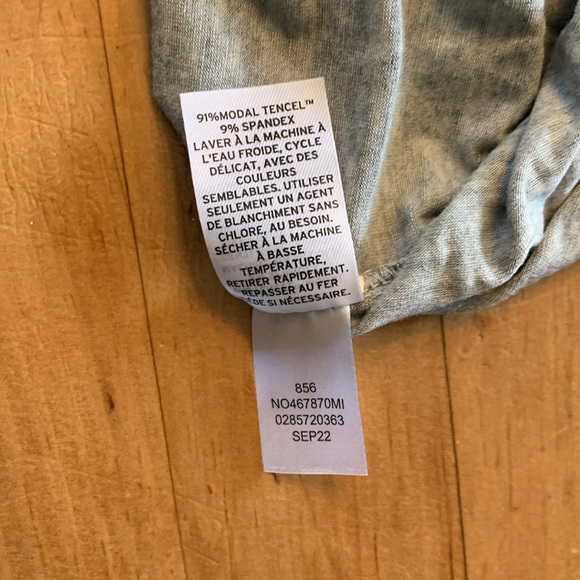 91%MODAL TENCEL™
9% SPANDEX
LAVER À LA MACHINE À
L'EAU FROIDE, CYCLE
DÉLICAT, AVEC DES
COULEURS
SEMBLABLES. UTILISER
SEULEMENT UN AGENT
DE BLANCHIMENT SANS
CHLORE, AU BESOIN.
SÉCHER À LA MACHINE
À BASSE
TEMPÉRATURE,
RETIRER RAPIDEMENT.
REPASSER AU FER
SI NÉCESSAIRE.
856
NO467870MI
0285720363
SEP22